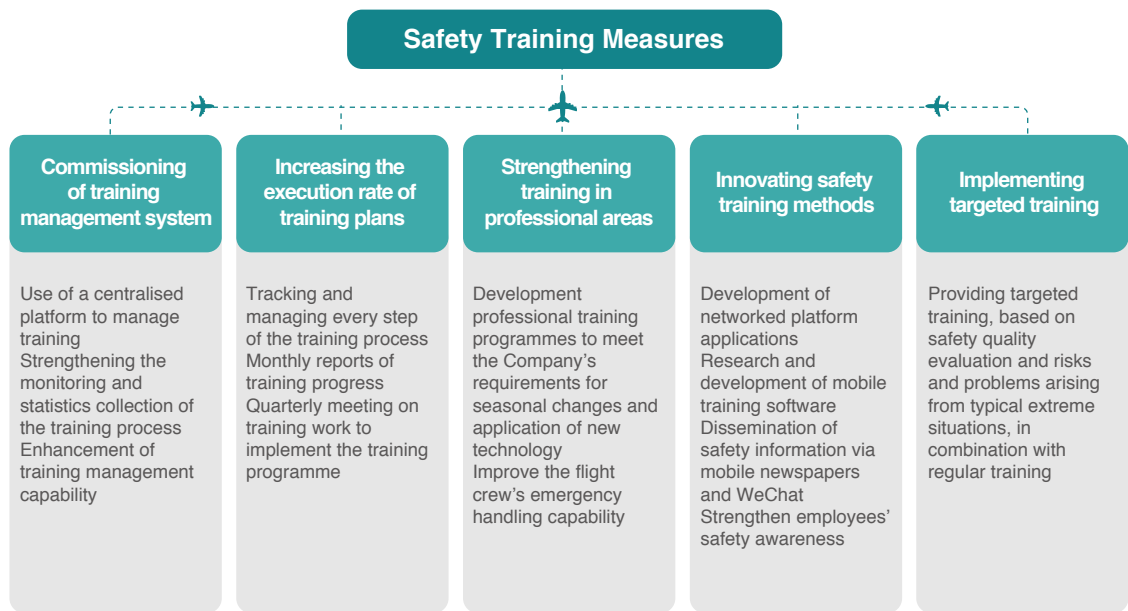 Safety Training Measures
Commissioning
of training
management system
Use of a centralised
platform to manage
training
Strengthening the
monitoring and
statistics collection of
the training process
Enhancement of
training management
capability
Increasing the
execution rate of
training plans
Tracking and
managing every step
of the training process
Monthly reports of
training progress
Quarterly meeting on
training work to
implement the training
programme
Strengthening
training in
professional areas
Development
professional training
programmes to meet
the Company's
requirements for
seasonal changes and
application of new
technology
Improve the flight
crew's emergency
handling capability
Innovating safety
training methods
Development of
networked platform
applications
Research and
development of mobile
training software
Dissemination of
safety information via
mobile newspapers
and WeChat
Strengthen employees'
safety awareness
Implementing
targeted training
Providing targeted
training, based on
safety quality
evaluation and risks
and problems arising
from typical extreme
situations, in
combination with
regular training